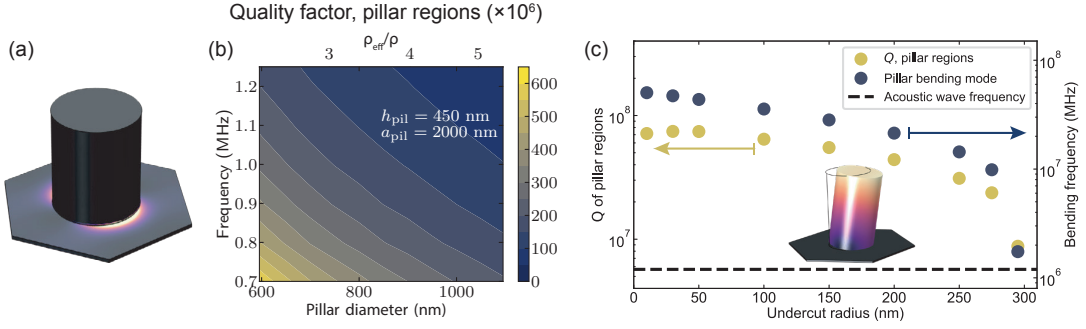 Quality factor, pillar regions (×10⁶)
(a)
(b)
ρeff/ρ
3
4
5
1.2
1.1
1.0
0.9
0.8
0.7
Frequency (MHz)
hpil = 450 nm
apil = 2000 nm
600
800
1000
Pillar diameter (nm)
600
500
400
300
200
100
0
(c)
Q, pillar regions
Pillar bending mode
Acoustic wave frequency
10⁸
10⁷
Q of pillar regions
10⁸
10⁷
10⁶
Bending frequency (MHz)
0
50
100
150
200
250
300
Undercut radius (nm)